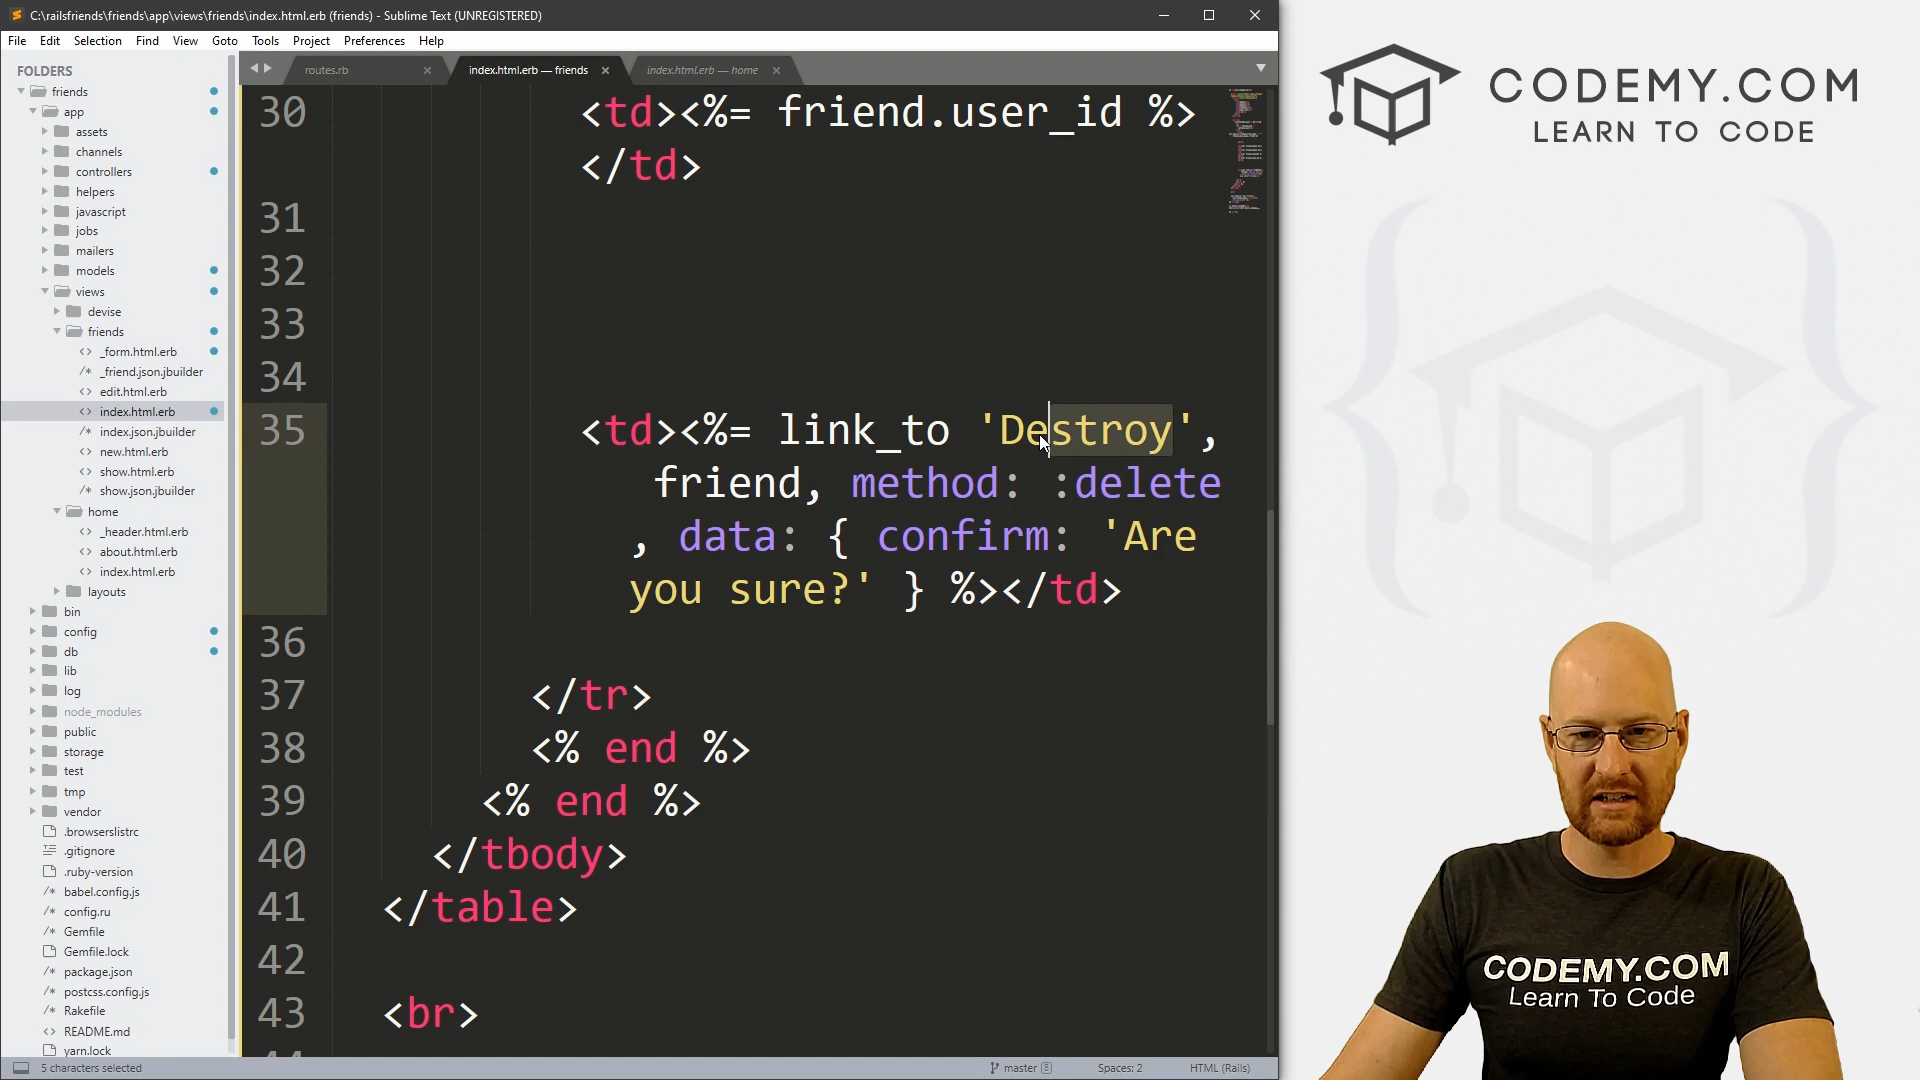 C:\railsfriends\friends\app\views\friends\index.html.erb (friends) - Sublime Text (UNREGISTERED)
File Edit Selection Find View Goto Tools Project Preferences Help
FOLDERS
friends
app
assets
channels
controllers
helpers
javascript
jobs
mailers
models
views
devise
friends
_form.html.erb
/* _friend.json.jbuilder
edit.html.erb
index.html.erb
/* index.json.jbuilder
new.html.erb
show.html.erb
/* show.json.jbuilder
home
_header.html.erb
about.html.erb
index.html.erb
layouts
bin
config
db
lib
log
node_modules
public
storage
test
tmp
vendor
.browserslistrc
.gitignore
.ruby-version
/* babel.config.js
/* config.ru
Gemfile
Gemfile.lock
/* package.json
/* postcss.config.js
/* Rakefile
README.md
yarn.lock
routes.rb
index.html.erb — friends
index.html.erb — home
30 <td><%= friend.user_id %>
</td>
31
32
33
34
35 <td><%= link_to 'Destroy',
friend, method: :delete
, data: { confirm: 'Are
you sure?' } %></td>
36
37 </tr>
38 <% end %>
39 <% end %>
40 </tbody>
41 </table>
42
43 <br>
44
5 characters selected
master 8
Spaces: 2
HTML (Rails)
CODEMY.COM
LEARN TO CODE
CODEMY.COM
Learn To Code